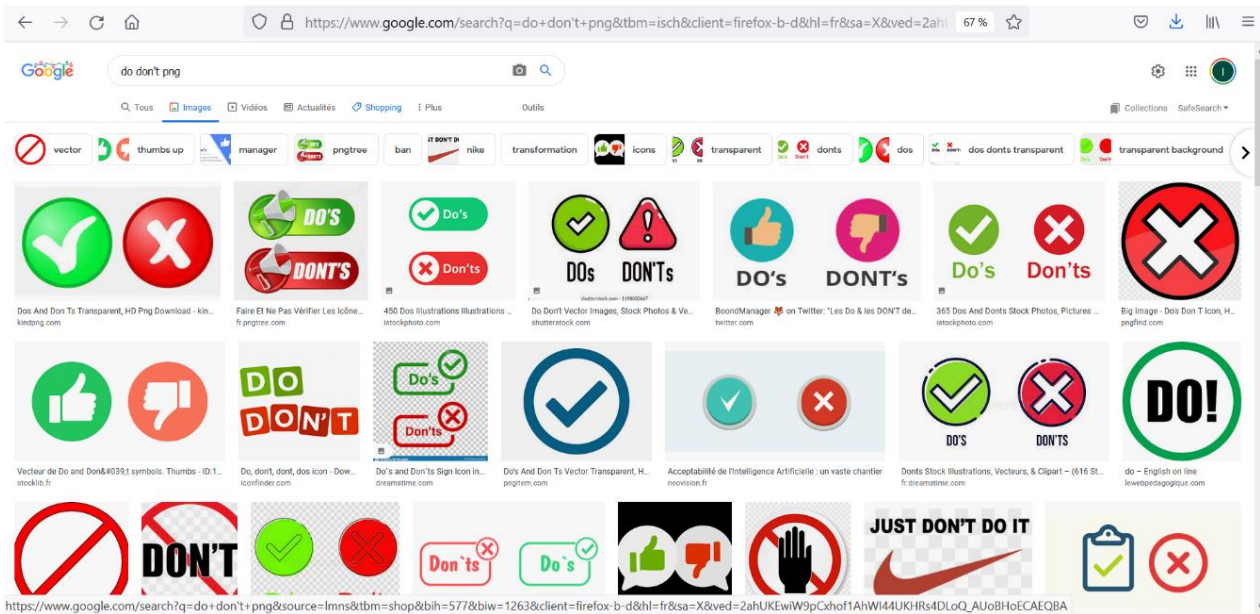 https://www.google.com/search?q=do+don't+png&tbm=isch&client=firefox-b-d&hl=fr&sa=X&ved=2ahU
67 %
Google
do don't png
I
Tous Images Vidéos Actualités Shopping Plus Outils
Collections SafeSearch
vector thumbs up manager pngtree ban nike transformation icons transparent donts dos dos donts transparent transparent background
DO'S
DONT'S
Do's
Don'ts
DOs DON'Ts
DO's DONT's
Do's Don'ts
Dos And Don Ts Transparent, HD Png Download - kin...
kindpng.com
Faire Et Ne Pas Vérifier Les Icône...
fr.pngtree.com
450 Dos Illustrations Illustrations ...
istockphoto.com
Do Don't Vector Images, Stock Photos & Ve...
shutterstock.com
BoondManager on Twitter: "Les Do & les DON'T de...
twitter.com
365 Dos And Donts Stock Photos, Pictures ...
istockphoto.com
Big Image - Do's Don T Icon, H...
pngfind.com
DO
DON'T
Do's
Don'ts
DO'S DON'TS
DO!
Vecteur de Do and Don&#039;t symbols. Thumbs - ID:1...
stocklib.fr
Do, don't, dont, dos icon - Dow...
iconfinder.com
Do's and Don'ts Sign Icon in...
dreamstime.com
Do's And Don Ts Vector Transparent, H...
pngitem.com
Acceptabilité de l'Intelligence Artificielle : un vaste chantier
neovision.fr
Donts Stock Illustrations, Vecteurs, & Clipart – (616 St...
fr.dreamstime.com
do – English on line
lewebpedagogique.com
DON'T
Don`ts
Do`s
JUST DON'T DO IT
https://www.google.com/search?q=do+don't+png&source=lmns&tbm=shop&bih=577&biw=1263&client=firefox-b-d&hl=fr&sa=X&ved=2ahUKEwiW9pCxhof1AhWI44UKHRs4DLoQ_AUoBHoECAEQBA